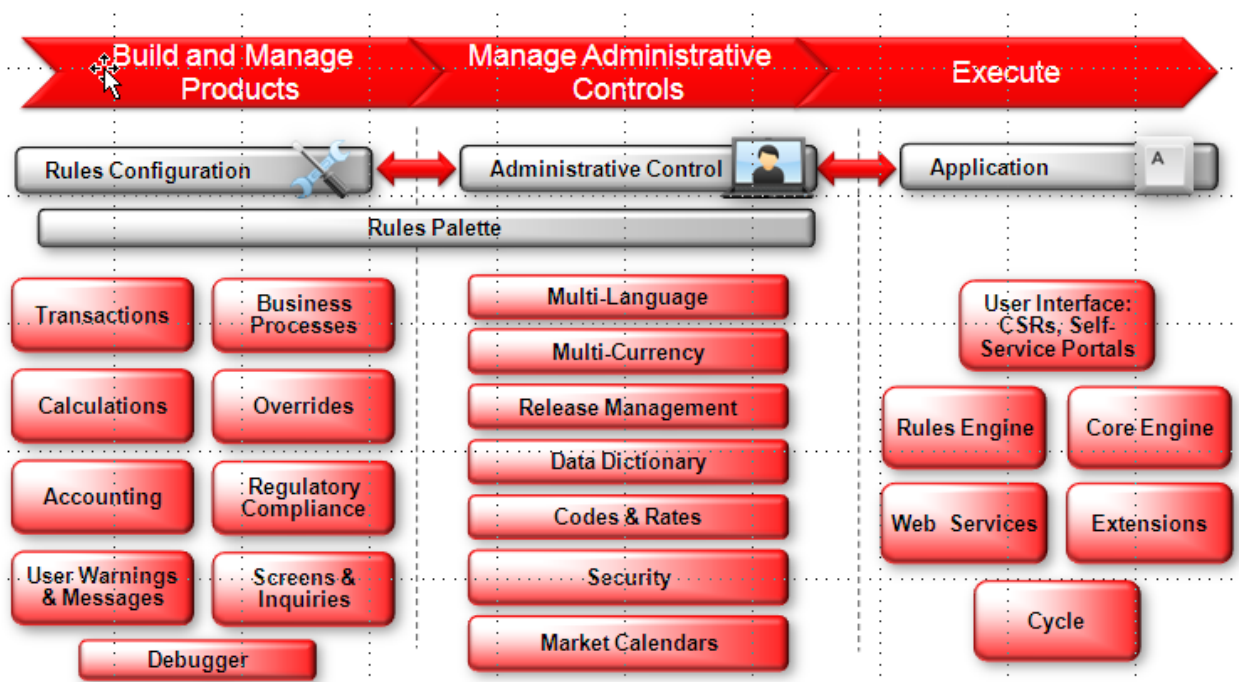 Build and Manage
Products
Manage Administrative
Controls
Execute
Rules Configuration
Administrative Control
Application
A
Rules Palette
Transactions
Business
Processes
Calculations
Overrides
Accounting
Regulatory
Compliance
User Warnings
& Messages
Screens &
Inquiries
Debugger
Multi-Language
Multi-Currency
Release Management
Data Dictionary
Codes & Rates
Security
Market Calendars
User Interface:
CSRs, Self-
Service Portals
Rules Engine
Core Engine
Web Services
Extensions
Cycle